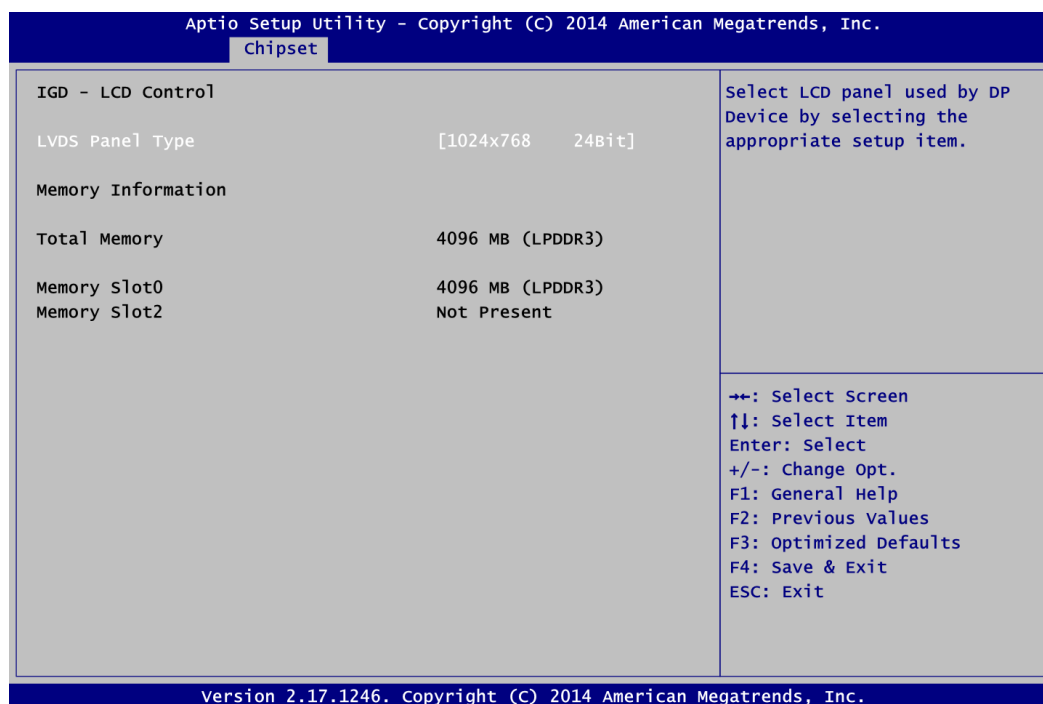 Aptio Setup Utility - Copyright (C) 2014 American Megatrends, Inc.
Chipset
IGD - LCD Control
LVDS Panel Type [1024x768 24Bit]
Memory Information
Total Memory 4096 MB (LPDDR3)
Memory Slot0 4096 MB (LPDDR3)
Memory Slot2 Not Present
Select LCD panel used by DP
Device by selecting the
appropriate setup item.
→←: Select Screen
↑↓: Select Item
Enter: Select
+/-: Change Opt.
F1: General Help
F2: Previous Values
F3: Optimized Defaults
F4: Save & Exit
ESC: Exit
Version 2.17.1246. Copyright (C) 2014 American Megatrends, Inc.